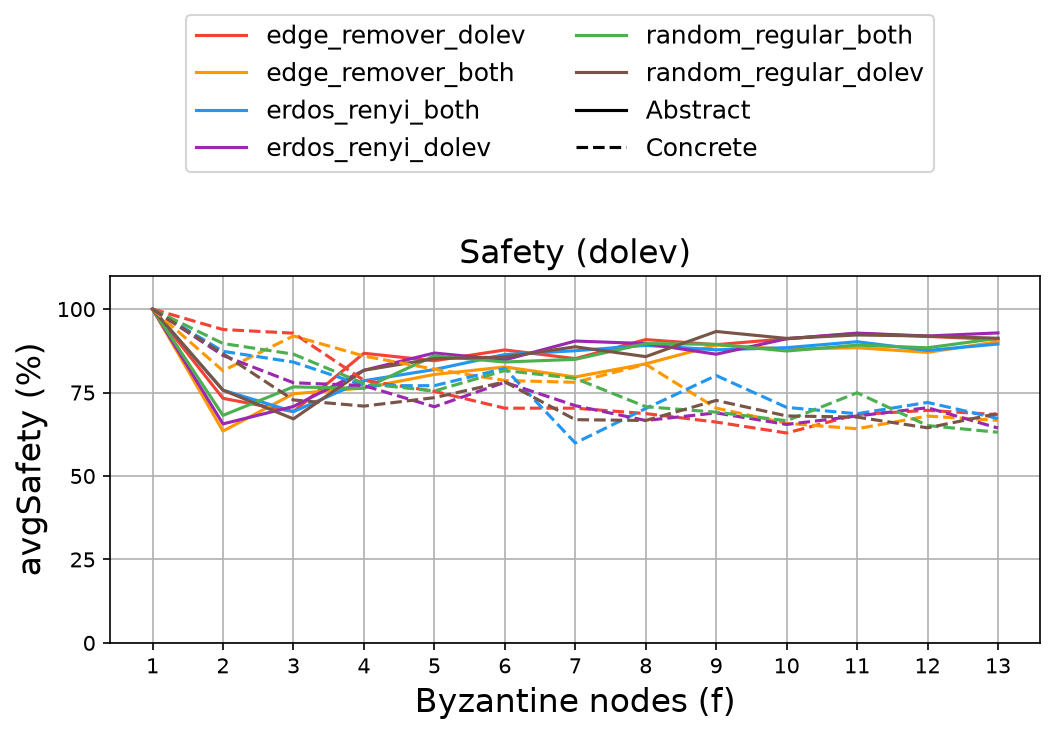 edge_remover_dolev
edge_remover_both
erdos_renyi_both
erdos_renyi_dolev
random_regular_both
random_regular_dolev
Abstract
Concrete
Safety (dolev)
avgSafety (%)
100
75
50
25
0
1 2 3 4 5 6 7 8 9 10 11 12 13
Byzantine nodes (f)